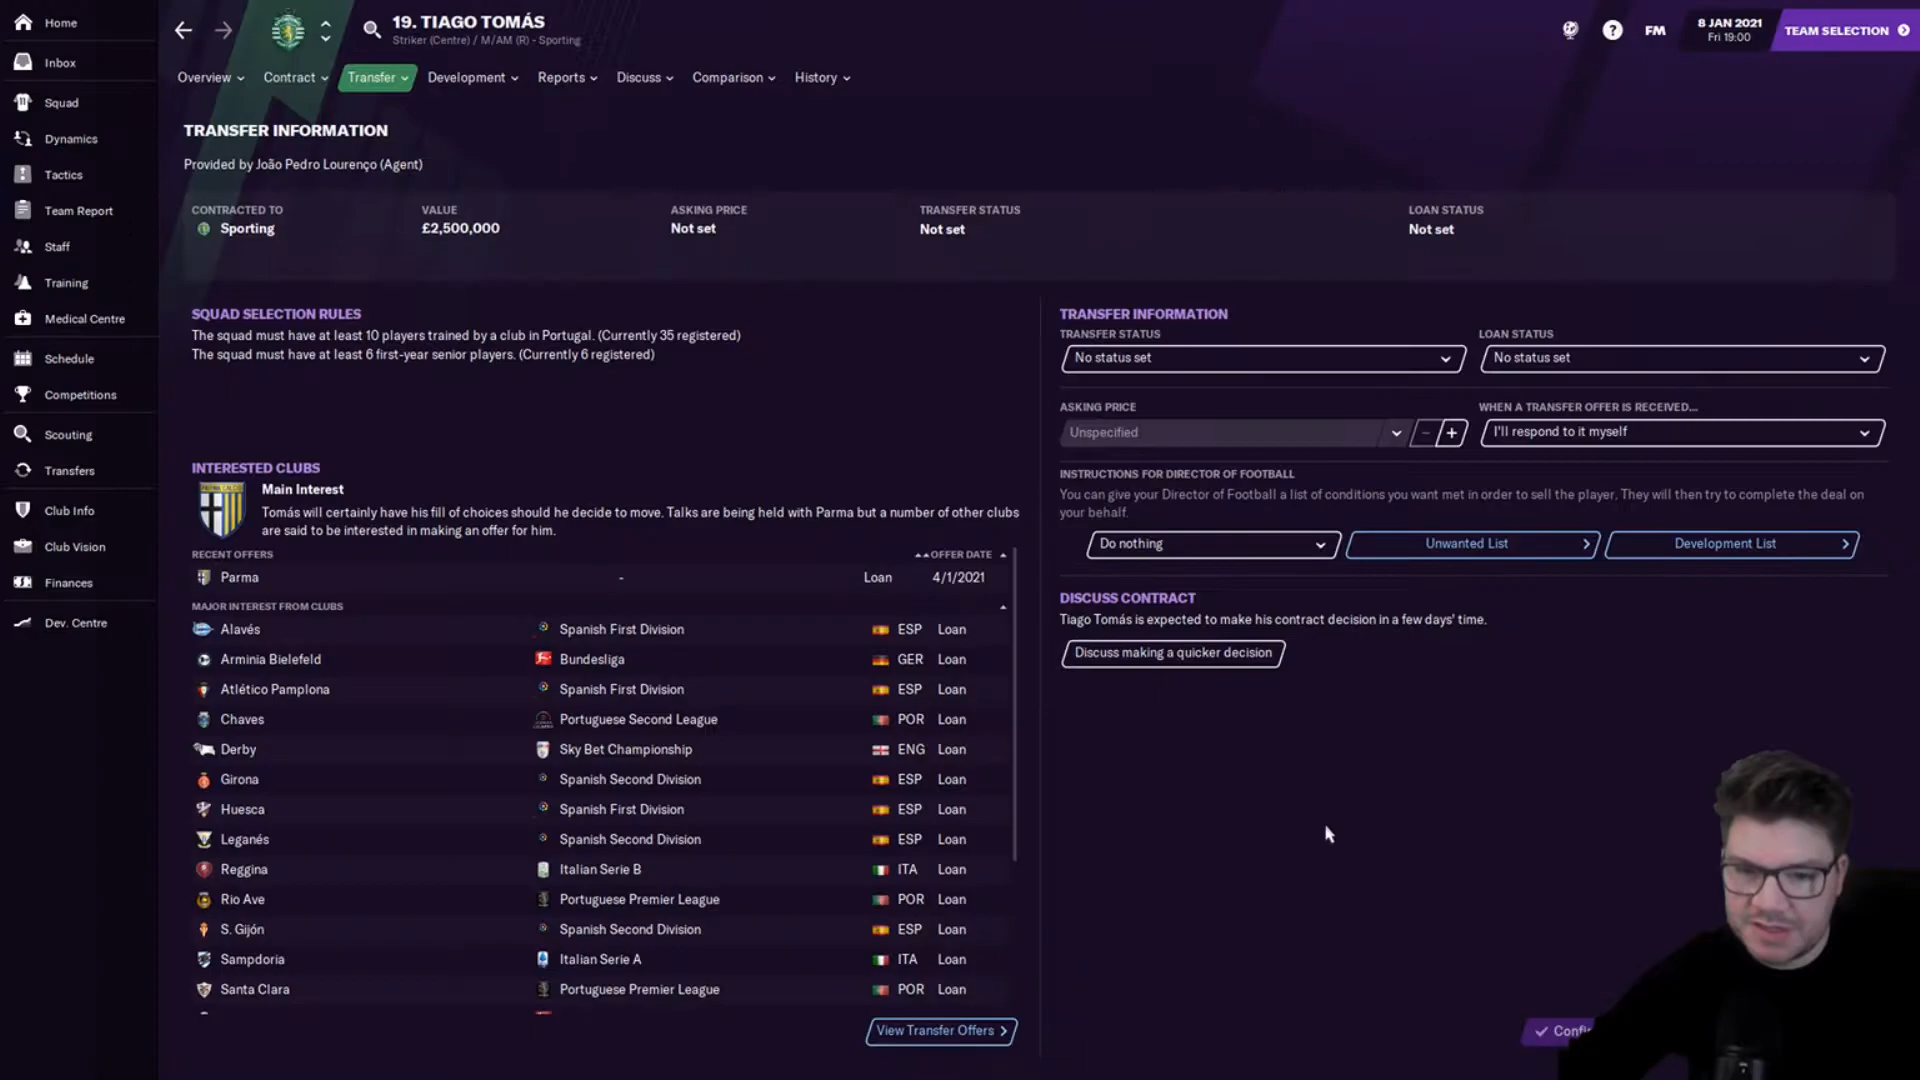 Home
Inbox
Squad
Dynamics
Tactics
Team Report
Staff
Training
Medical Centre
Schedule
Competitions
Scouting
Transfers
Club Info
Club Vision
Finances
Dev. Centre
19. TIAGO TOMÁS
Striker (Centre) / M/AM (R) - Sporting
FM
8 JAN 2021
Fri 19:00
TEAM SELECTION
Overview
Contract
Transfer
Development
Reports
Discuss
Comparison
History
TRANSFER INFORMATION
Provided by João Pedro Lourenço (Agent)
CONTRACTED TO
Sporting
VALUE
£2,500,000
ASKING PRICE
Not set
TRANSFER STATUS
Not set
LOAN STATUS
Not set
SQUAD SELECTION RULES
The squad must have at least 10 players trained by a club in Portugal. (Currently 35 registered)
The squad must have at least 6 first-year senior players. (Currently 6 registered)
INTERESTED CLUBS
Main Interest
Tomás will certainly have his fill of choices should he decide to move. Talks are being held with Parma but a number of other clubs
are said to be interested in making an offer for him.
RECENT OFFERS OFFER DATE
Parma - Loan 4/1/2021
MAJOR INTEREST FROM CLUBS
Alavés Spanish First Division ESP Loan
Arminia Bielefeld Bundesliga GER Loan
Atlético Pamplona Spanish First Division ESP Loan
Chaves Portuguese Second League POR Loan
Derby Sky Bet Championship ENG Loan
Girona Spanish Second Division ESP Loan
Huesca Spanish First Division ESP Loan
Leganés Spanish Second Division ESP Loan
Reggina Italian Serie B ITA Loan
Rio Ave Portuguese Premier League POR Loan
S. Gijón Spanish Second Division ESP Loan
Sampdoria Italian Serie A ITA Loan
Santa Clara Portuguese Premier League POR Loan
View Transfer Offers
TRANSFER INFORMATION
TRANSFER STATUS
No status set
LOAN STATUS
No status set
ASKING PRICE
Unspecified
WHEN A TRANSFER OFFER IS RECEIVED...
I'll respond to it myself
INSTRUCTIONS FOR DIRECTOR OF FOOTBALL
You can give your Director of Football a list of conditions you want met in order to sell the player. They will then try to complete the deal on
your behalf.
Do nothing
Unwanted List
Development List
DISCUSS CONTRACT
Tiago Tomás is expected to make his contract decision in a few days' time.
Discuss making a quicker decision